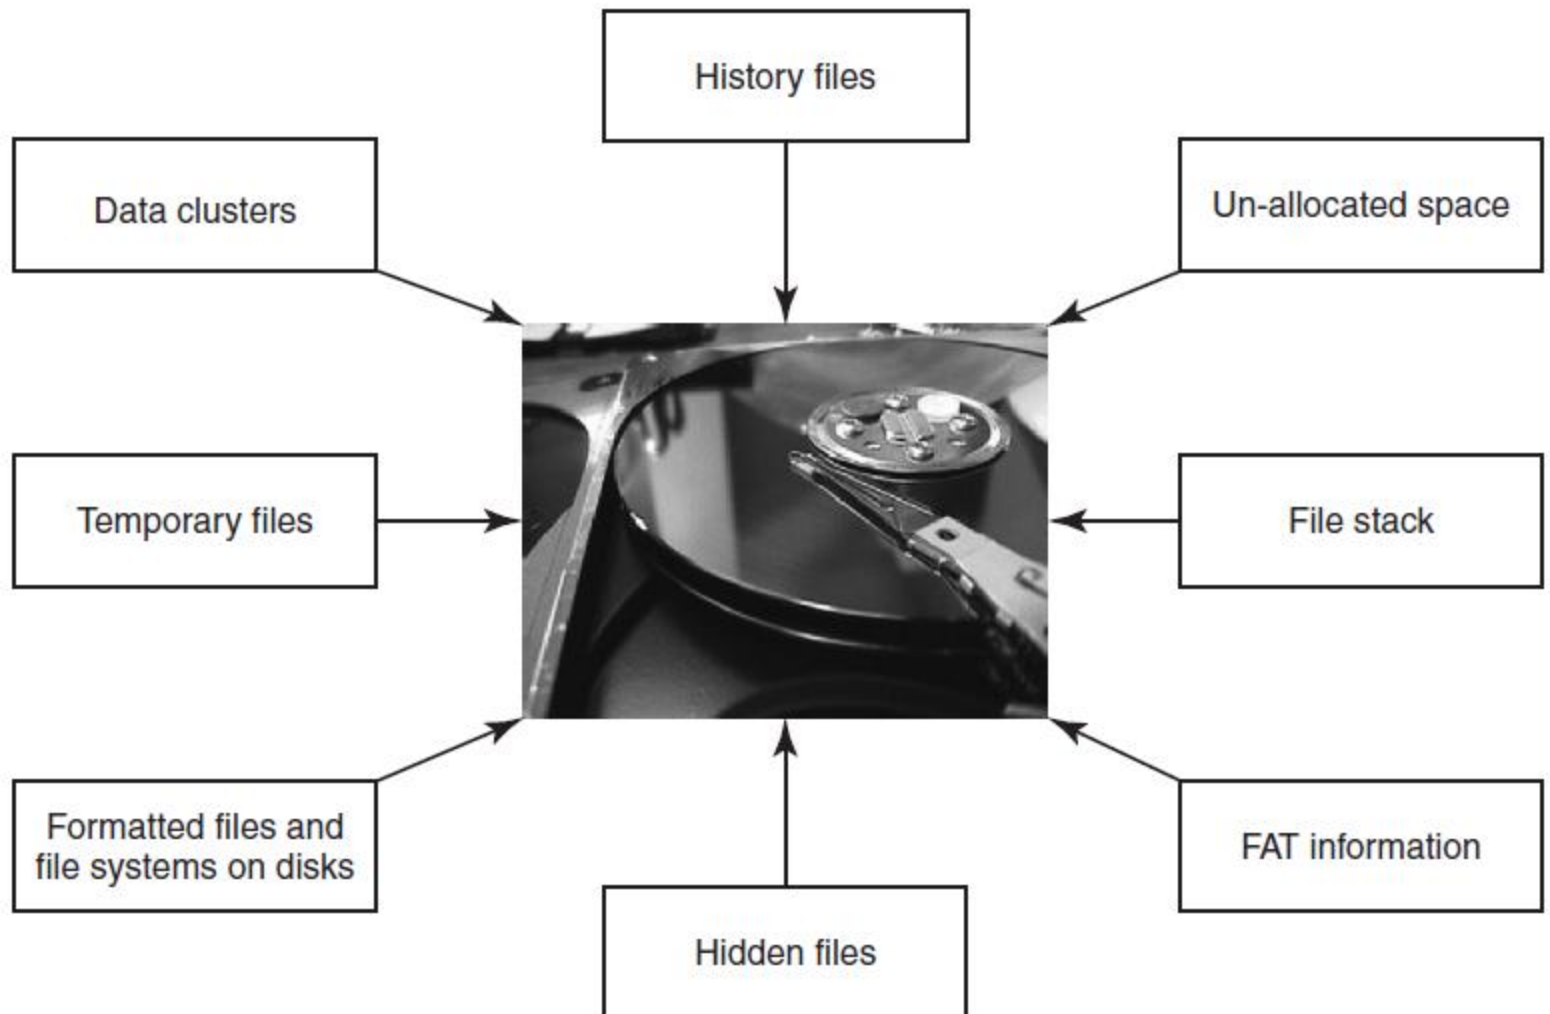 History files
Data clusters
Un-allocated space
Temporary files
File stack
Formatted files and
file systems on disks
FAT information
Hidden files